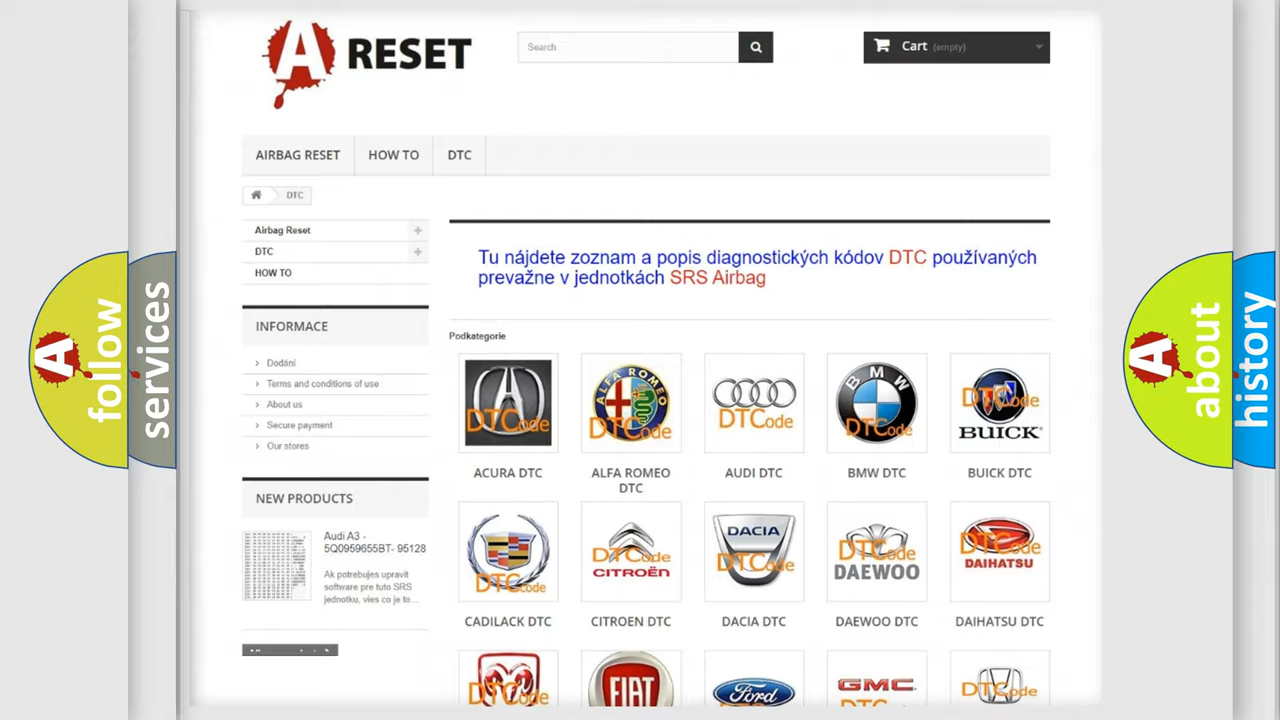 A RESET
Search
Cart (empty)
AIRBAG RESET
HOW TO
DTC
DTC
Airbag Reset
DTC
HOW TO
Tu nájdete zoznam a popis diagnostických kódov DTC používaných
prevažne v jednotkách SRS Airbag
INFORMACE
Dodání
Terms and conditions of use
About us
Secure payment
Our stores
NEW PRODUCTS
Audi A3 -
5Q0959655BT- 95128
Ak potrebujes upravit
software pre tuto SRS
jednotku, vies co je to...
Podkategorie
DTCode
ALFA ROMEO
DTCode
DTCode
BMW
DTCode
DTCode
BUICK
ACURA DTC
ALFA ROMEO
DTC
AUDI DTC
BMW DTC
BUICK DTC
DTCode
DTCode
CITROËN
DACIA
DTCode
DTCode
DAEWOO
DTCode
DAIHATSU
CADILACK DTC
CITROEN DTC
DACIA DTC
DAEWOO DTC
DAIHATSU DTC
DTCode
FIAT
Ford
GMC
DTCode
A follow
services
A about
history